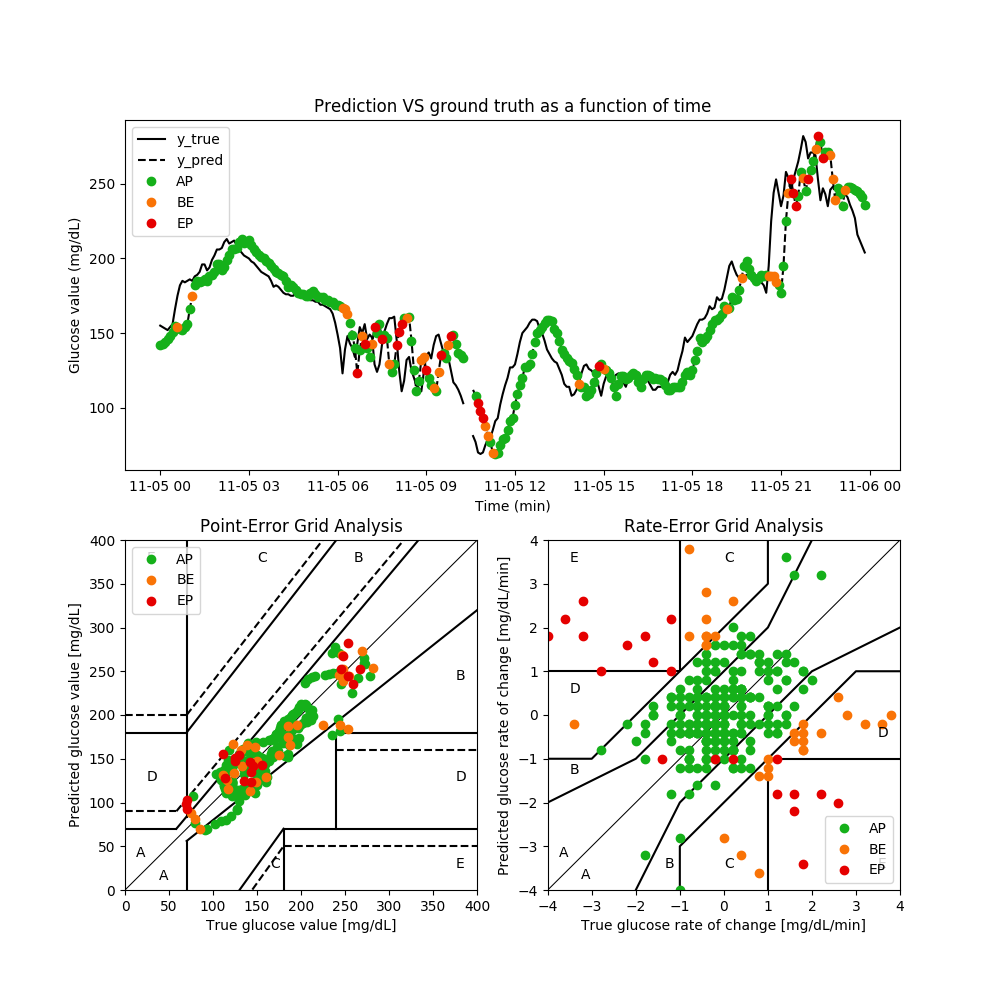 Prediction VS ground truth as a function of time
Glucose value (mg/dL)
250
200
150
100
y_true
y_pred
AP
BE
EP
11-05 00 11-05 03 11-05 06 11-05 09 11-05 12 11-05 15 11-05 18 11-05 21 11-06 00
Time (min)
Point-Error Grid Analysis
Predicted glucose value [mg/dL]
400
350
300
250
200
150
100
50
0
AP
BE
EP
C
B
B
D
D
A
A
C
E
0 50 100 150 200 250 300 350 400
True glucose value [mg/dL]
Rate-Error Grid Analysis
Predicted glucose rate of change [mg/dL/min]
4
3
2
1
0
−1
−2
−3
−4
E
C
D
D
B
A
A
B
C
AP
BE
EP
−4 −3 −2 −1 0 1 2 3 4
True glucose rate of change [mg/dL/min]